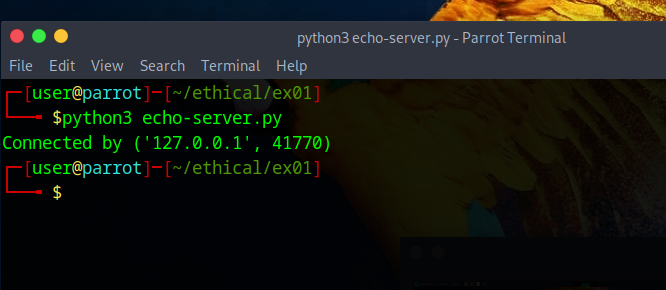 python3 echo-server.py - Parrot Terminal
File Edit View Search Terminal Help
┌─[user@parrot]─[~/ethical/ex01]
└──╼ $python3 echo-server.py
Connected by ('127.0.0.1', 41770)
┌─[user@parrot]─[~/ethical/ex01]
└──╼ $